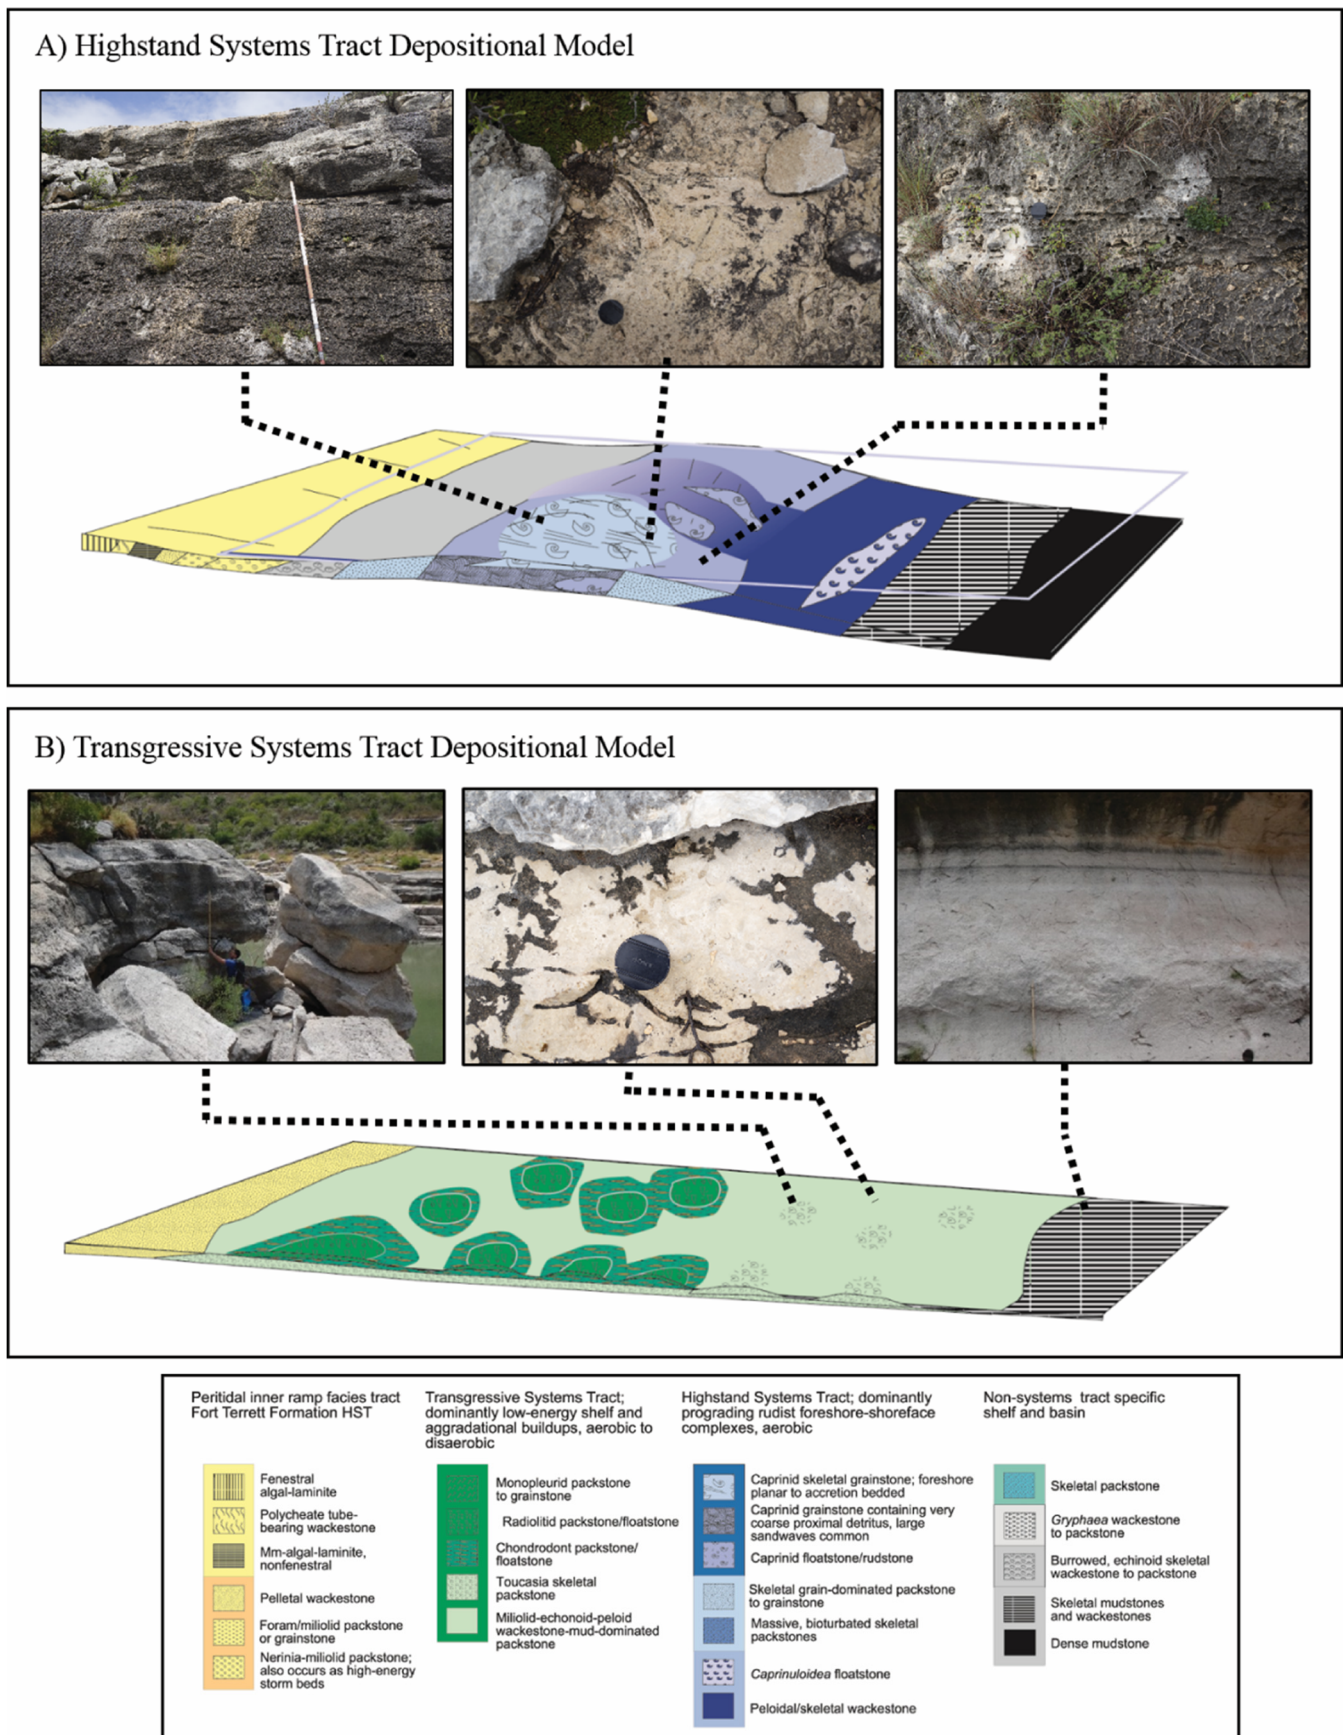 A) Highstand Systems Tract Depositional Model
B) Transgressive Systems Tract Depositional Model
Peritidal inner ramp facies tract
Fort Terrett Formation HST
Fenestral
algal-laminite
Polycheate tube-
bearing wackestone
Mm-algal-laminite,
nonfenestral
Pelletal wackestone
Foram/miliolid packstone
or grainstone
Nerinia-miliolid packstone;
also occurs as high-energy
storm beds
Transgressive Systems Tract;
dominantly low-energy shelf and
aggradational buildups, aerobic to
disaerobic
Monopleurid packstone
to grainstone
Radiolitid packstone/floatstone
Chondrodont packstone/
floatstone
Toucasia skeletal
packstone
Miliolid-echonoid-peloid
wackestone-mud-dominated
packstone
Highstand Systems Tract; dominantly
prograding rudist foreshore-shoreface
complexes, aerobic
Caprinid skeletal grainstone; foreshore
planar to accretion bedded
Caprinid grainstone containing very
coarse proximal detritus, large
sandwaves common
Caprinid floatstone/rudstone
Skeletal grain-dominated packstone
to grainstone
Massive, bioturbated skeletal
packstones
Caprinuloidea floatstone
Peloidal/skeletal wackestone
Non-systems tract specific
shelf and basin
Skeletal packstone
Gryphaea wackestone
to packstone
Burrowed, echinoid skeletal
wackestone to packstone
Skeletal mudstones
and wackestones
Dense mudstone